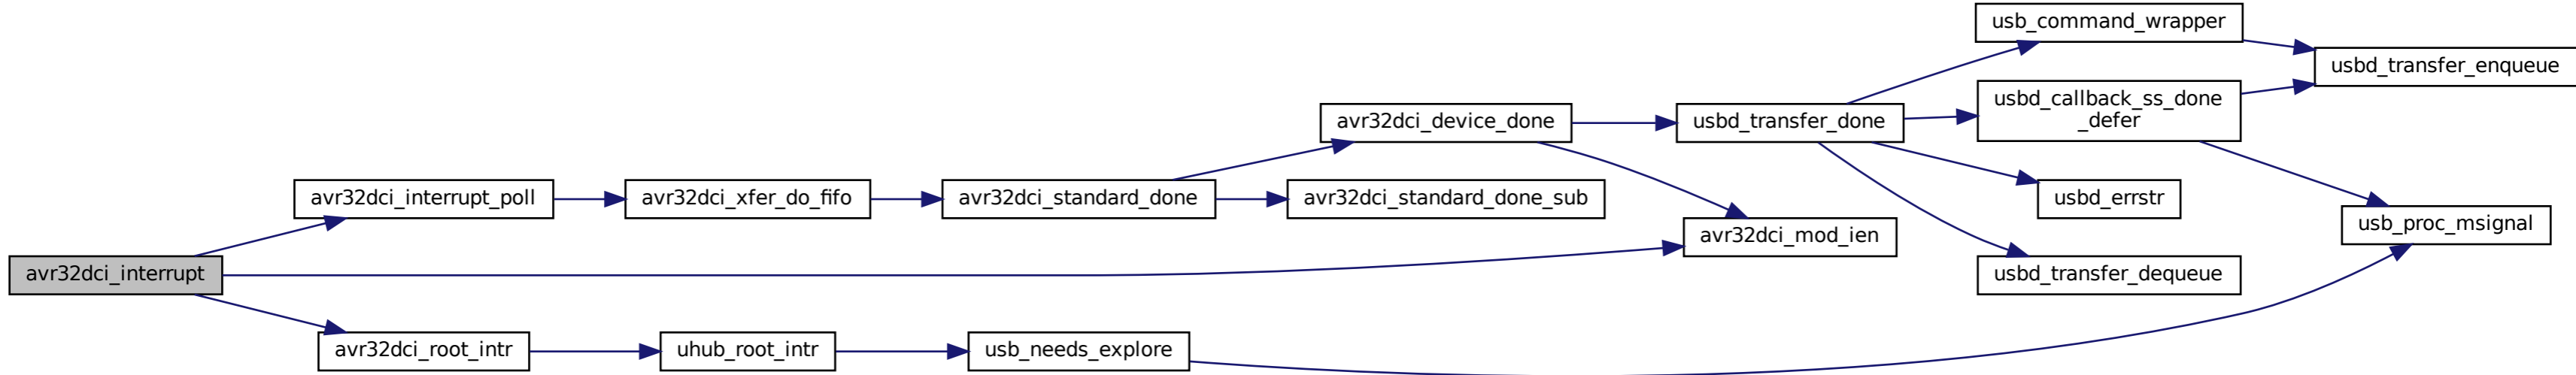 usb_command_wrapper
usbd_transfer_enqueue
usbd_callback_ss_done
_defer
avr32dci_device_done
usbd_transfer_done
avr32dci_interrupt_poll
avr32dci_xfer_do_fifo
avr32dci_standard_done
avr32dci_standard_done_sub
usbd_errstr
usb_proc_msignal
avr32dci_mod_ien
avr32dci_interrupt
usbd_transfer_dequeue
avr32dci_root_intr
uhub_root_intr
usb_needs_explore